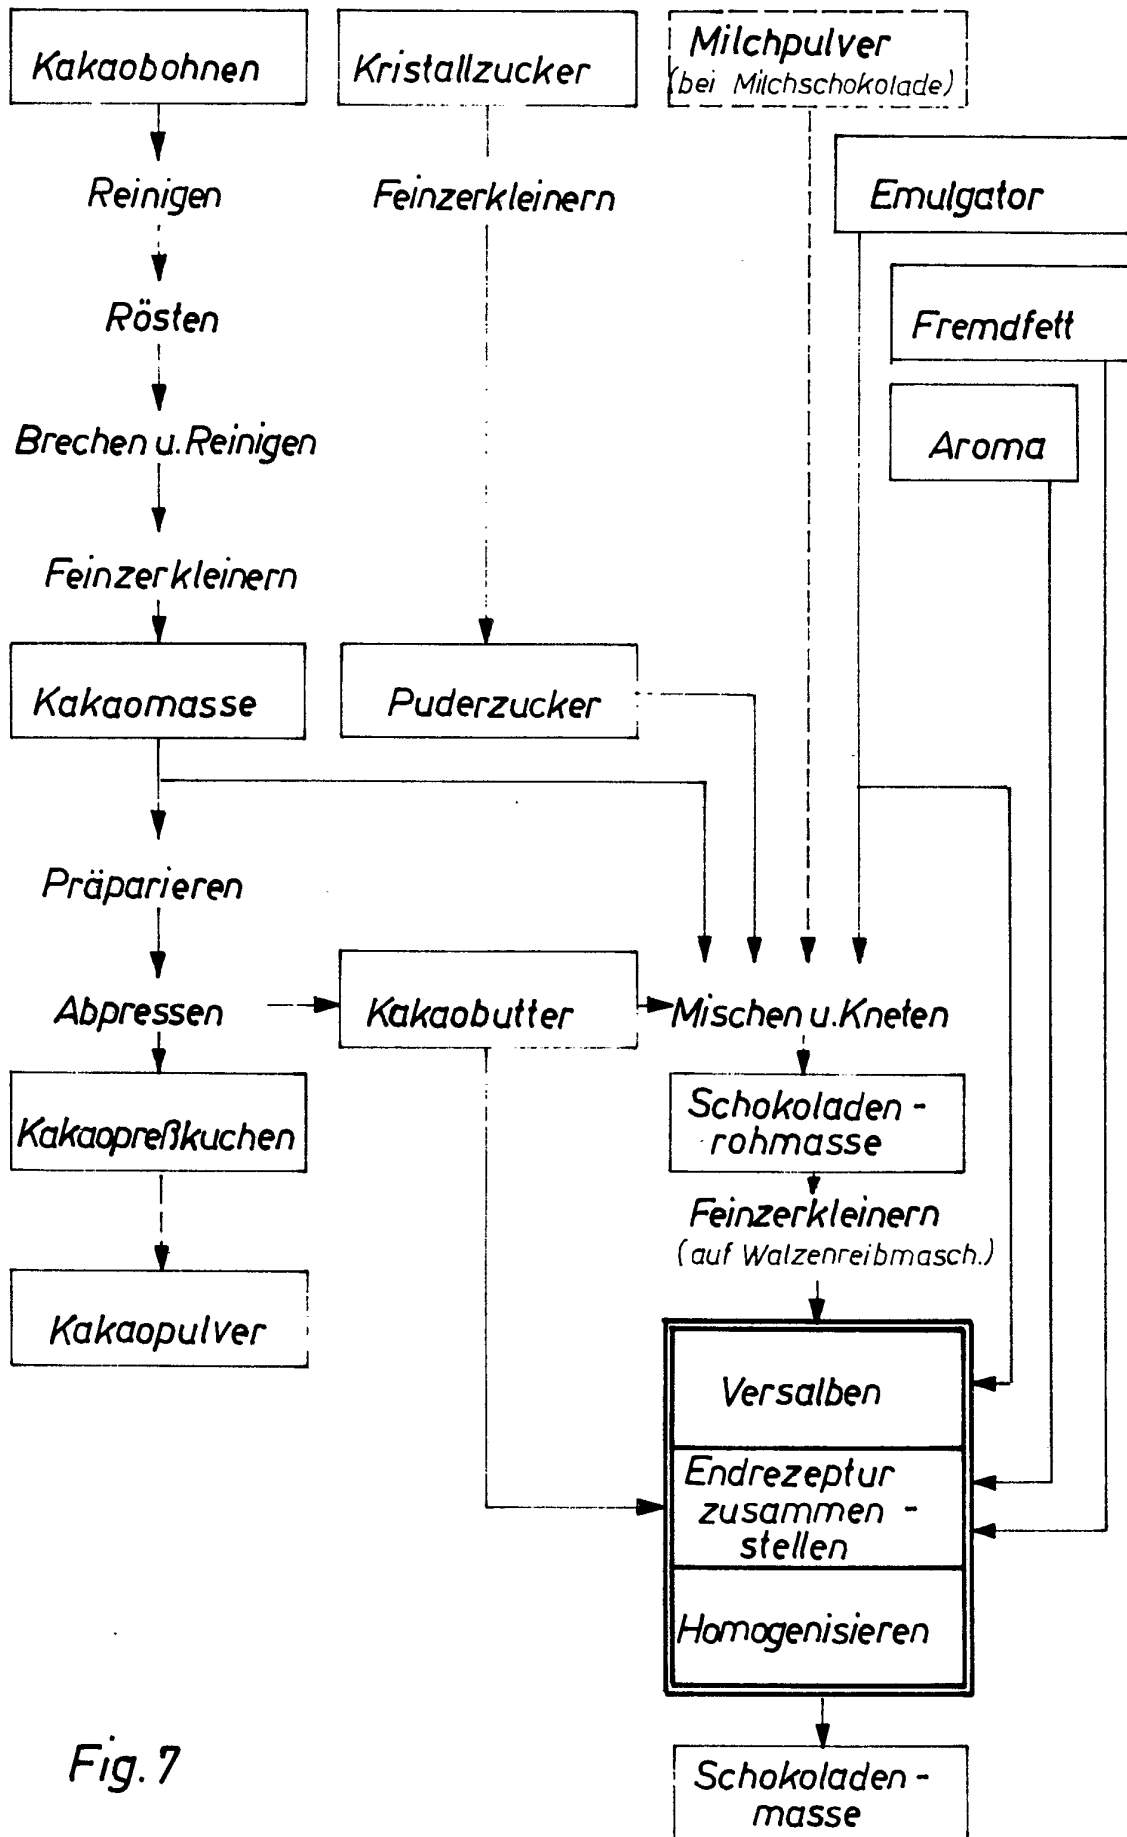 Kakaobohnen
Kristallzucker
Milchpulver
(bei Milchschokolade)
Reinigen
Feinzerkleinern
Emulgator
Rösten
Fremdfett
Brechen u. Reinigen
Aroma
Feinzerkleinern
Kakaomasse
Puderzucker
Präparieren
Abpressen
Kakaobutter
Mischen u. Kneten
Kakaopreßkuchen
Schokoladen-
rohmasse
Feinzerkleinern
(auf Walzenreibmasch.)
Kakaopulver
Versalben
Endrezeptur
zusammen-
stellen
Homogenisieren
Fig. 7
Schokoladen-
masse